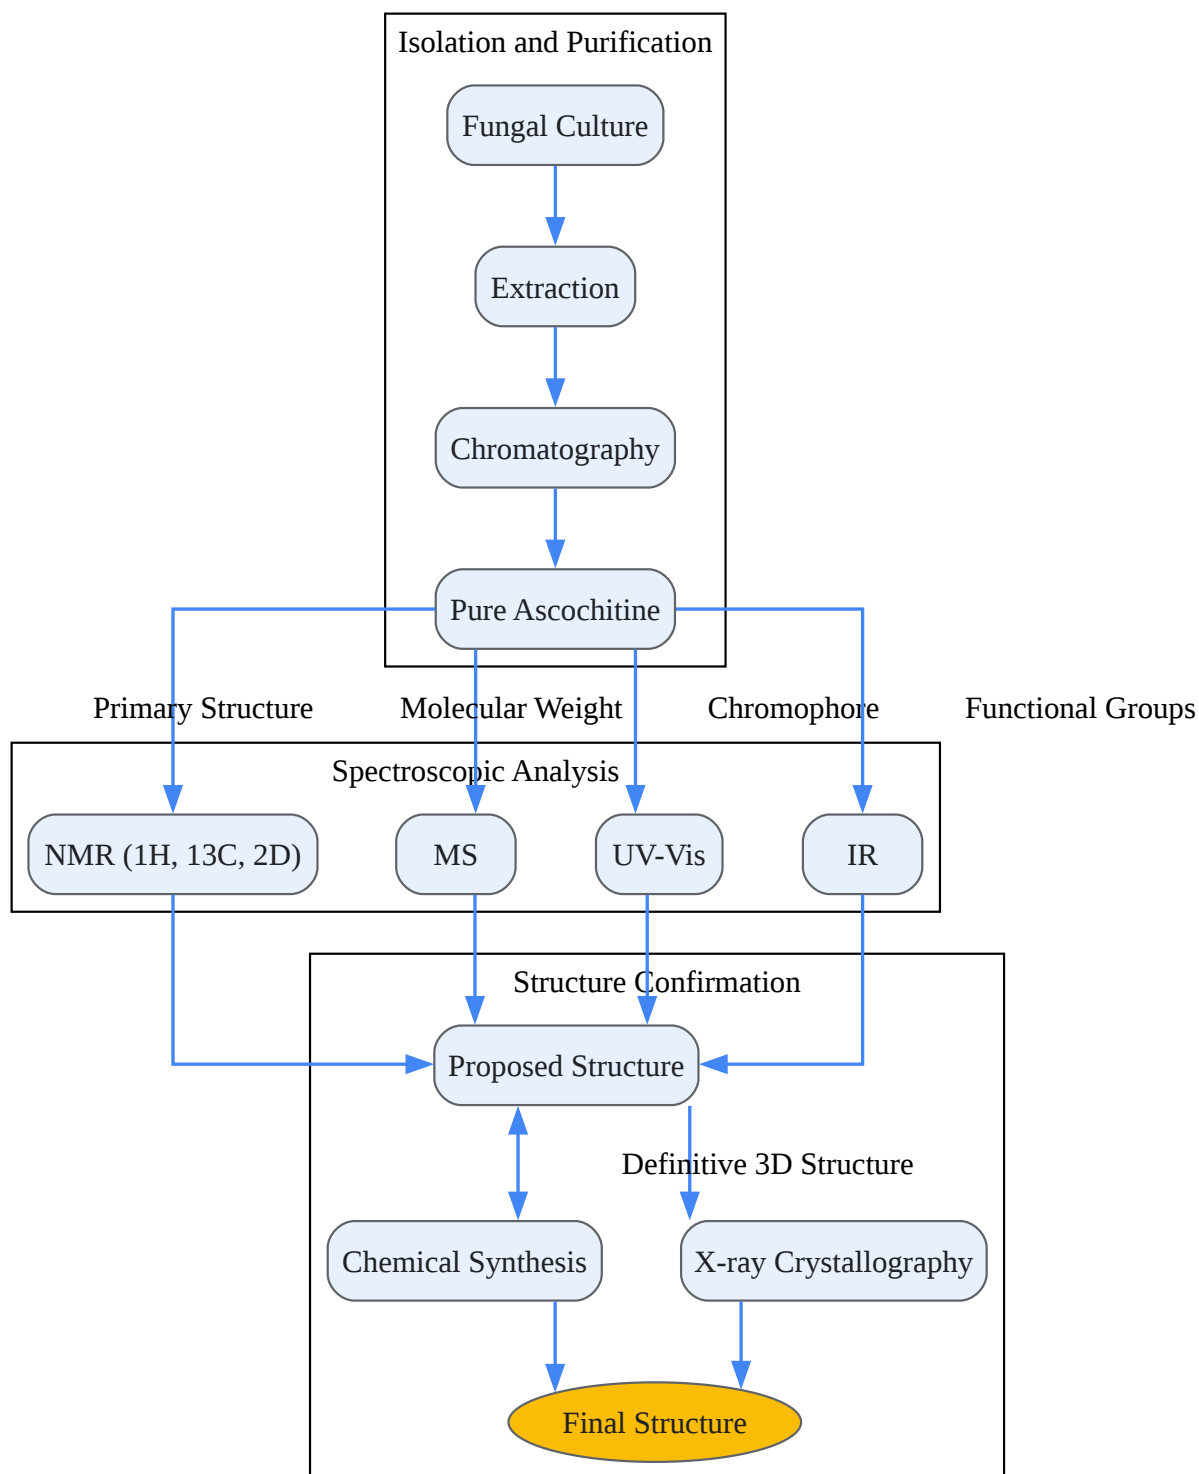 Isolation and Purification
Fungal Culture
Extraction
Chromatography
Pure Ascochitine
Primary Structure
Molecular Weight
Chromophore
Functional Groups
Spectroscopic Analysis
NMR (1H, 13C, 2D)
MS
UV-Vis
IR
Structure Confirmation
Proposed Structure
Definitive 3D Structure
Chemical Synthesis
X-ray Crystallography
Final Structure